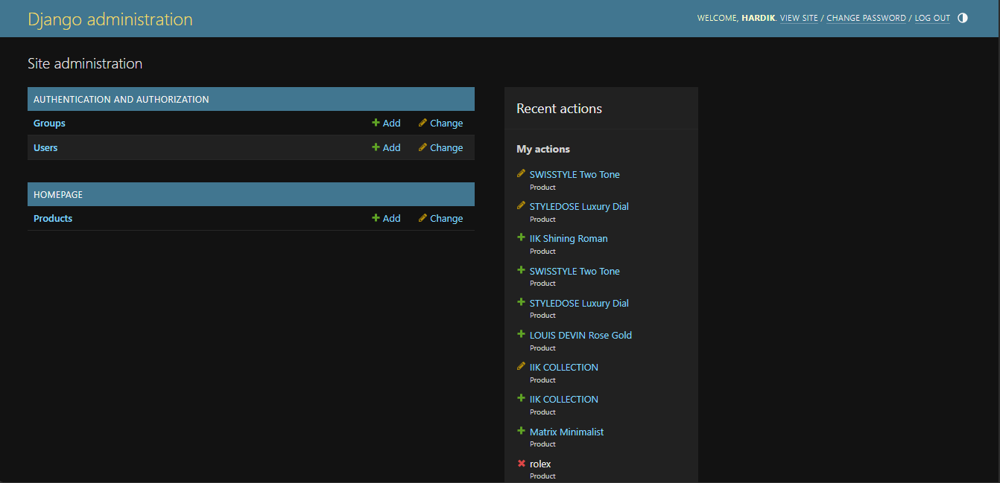 Django administration
WELCOME, HARDIK. VIEW SITE / CHANGE PASSWORD / LOG OUT
Site administration
AUTHENTICATION AND AUTHORIZATION
Groups Add Change
Users Add Change
HOMEPAGE
Products Add Change
Recent actions
My actions
SWISSTYLE Two Tone
Product
STYLEDOSE Luxury Dial
Product
IIK Shining Roman
Product
SWISSTYLE Two Tone
Product
STYLEDOSE Luxury Dial
Product
LOUIS DEVIN Rose Gold
Product
IIK COLLECTION
Product
IIK COLLECTION
Product
Matrix Minimalist
Product
rolex
Product